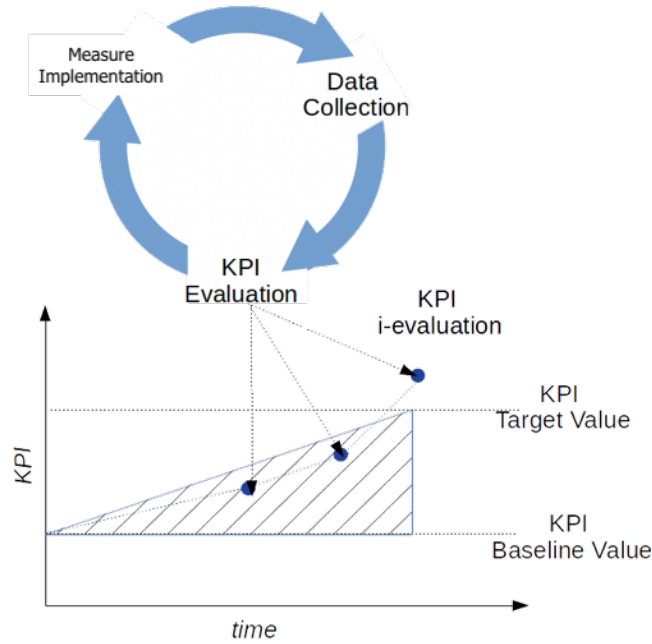 Measure
Implementation
Data
Collection
KPI
Evaluation
KPI
i-evaluation
KPI
Target Value
KPI
KPI
Baseline Value
time